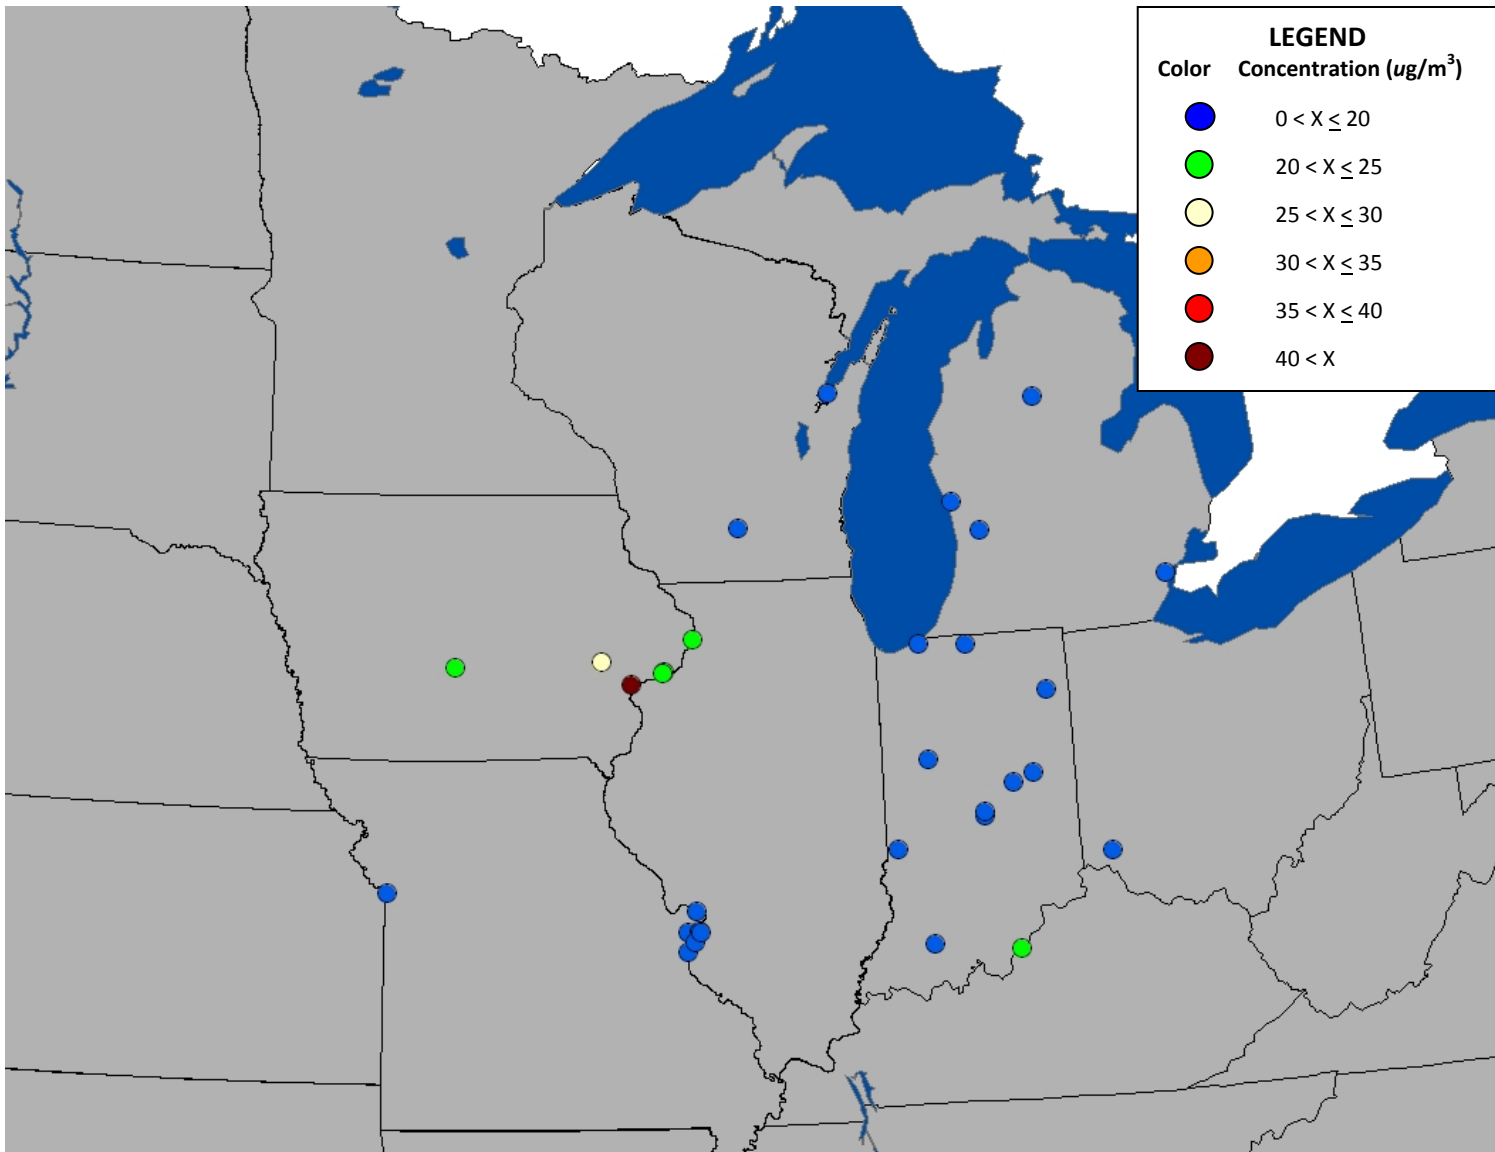 LEGEND
Color Concentration (ug/m³)
0 < X ≤ 20
20 < X ≤ 25
25 < X ≤ 30
30 < X ≤ 35
35 < X ≤ 40
40 < X